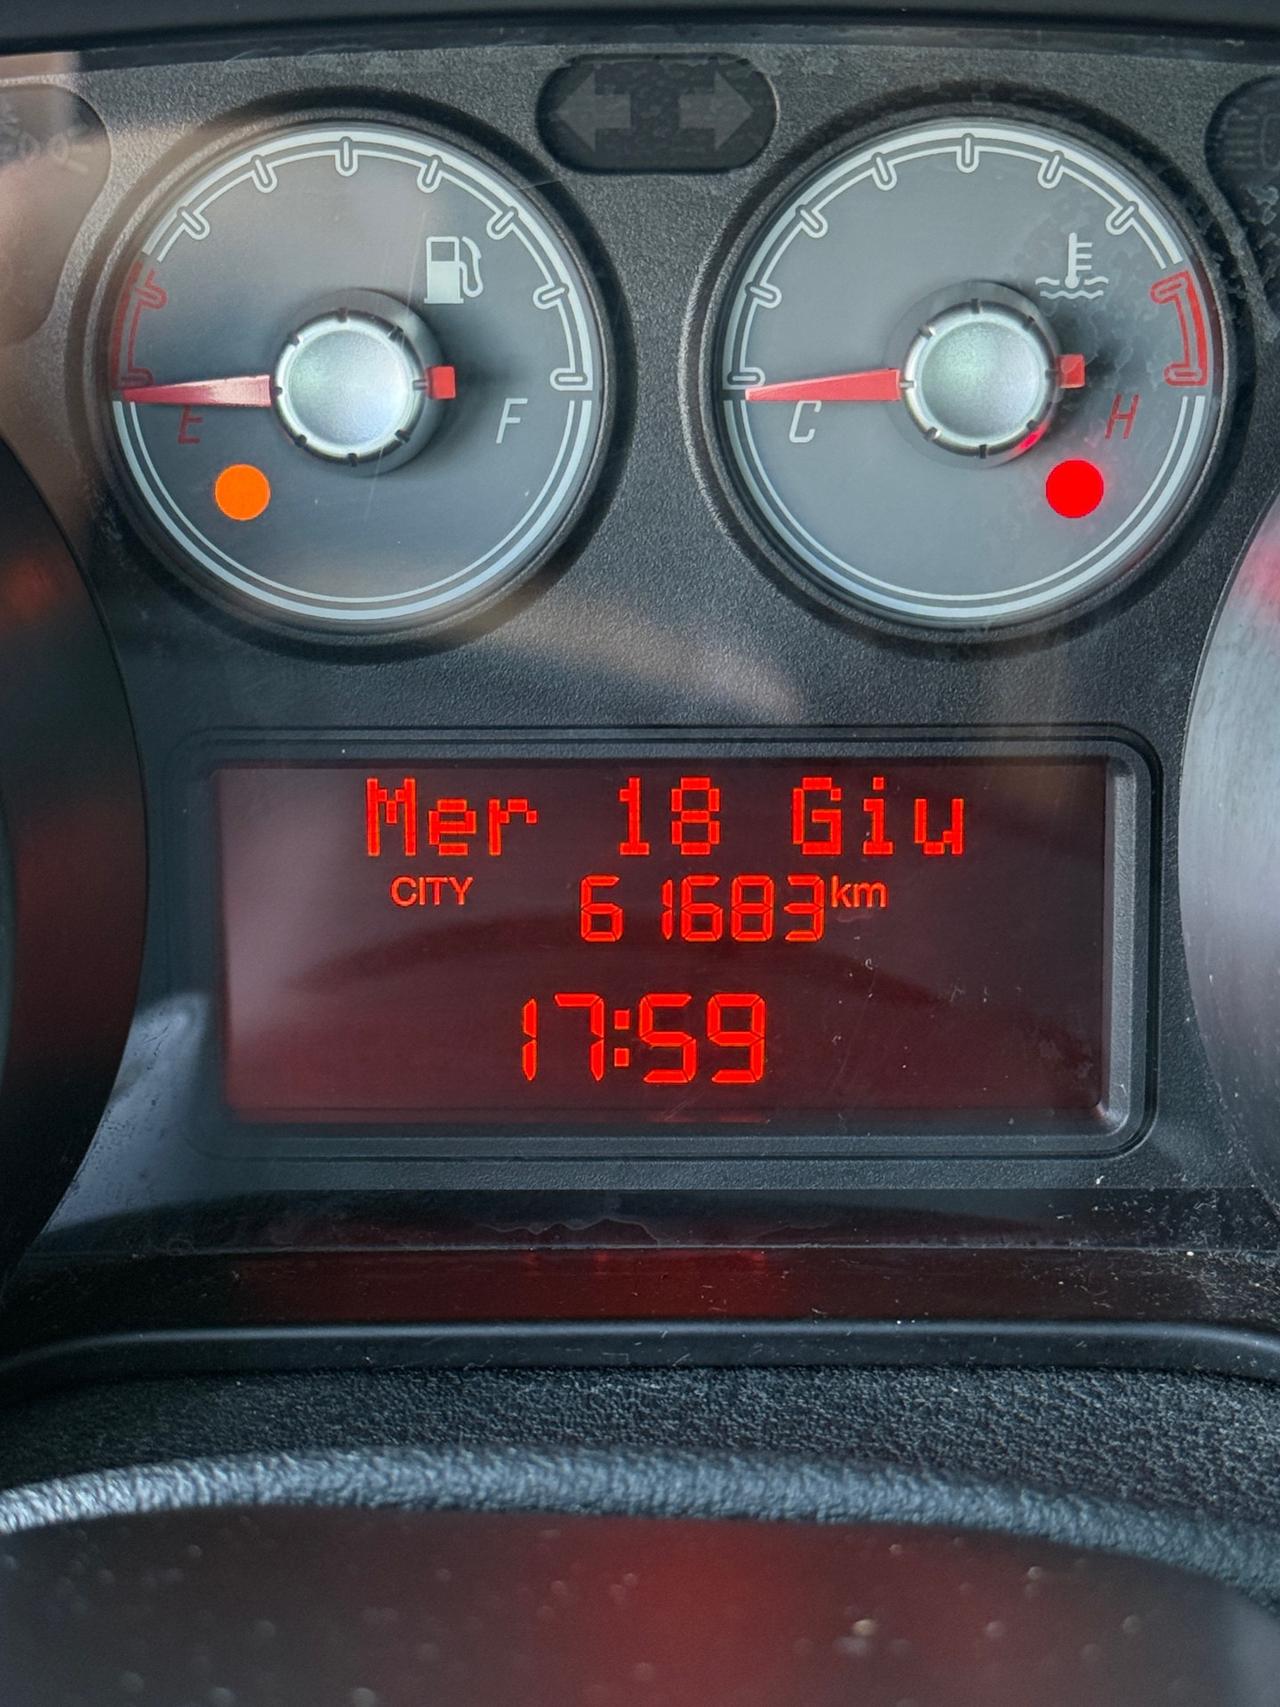 E F
C H
Mer 18 Giu
CITY 61683km
17:59